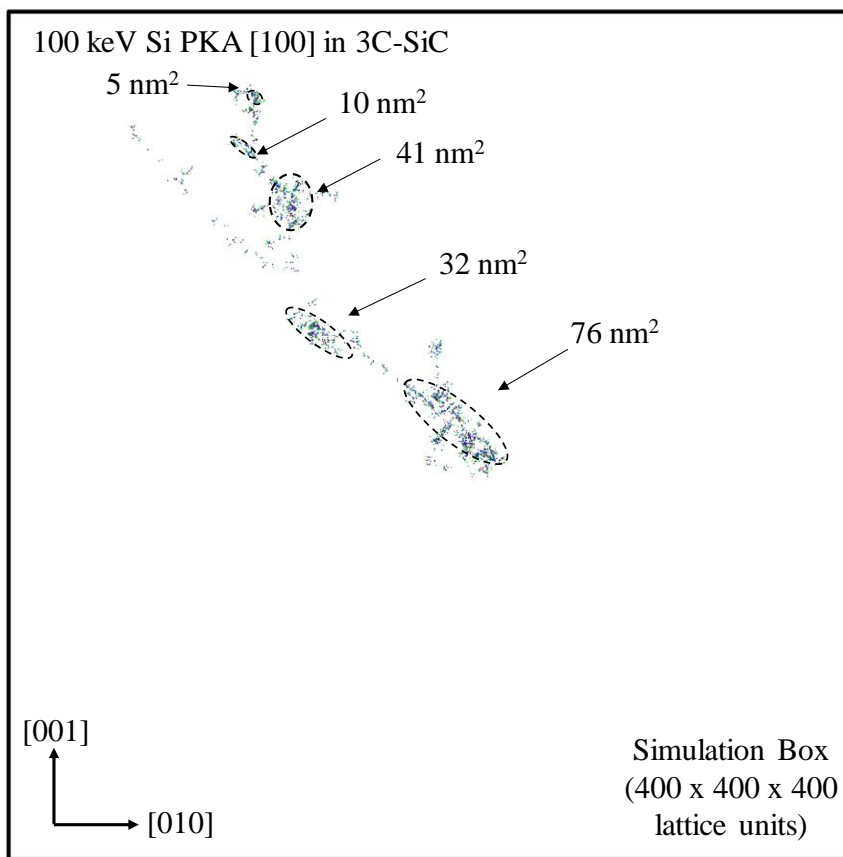 100 keV Si PKA [100] in 3C-SiC
5 nm²
10 nm²
41 nm²
32 nm²
76 nm²
[001]
[010]
Simulation Box
(400 x 400 x 400
lattice units)